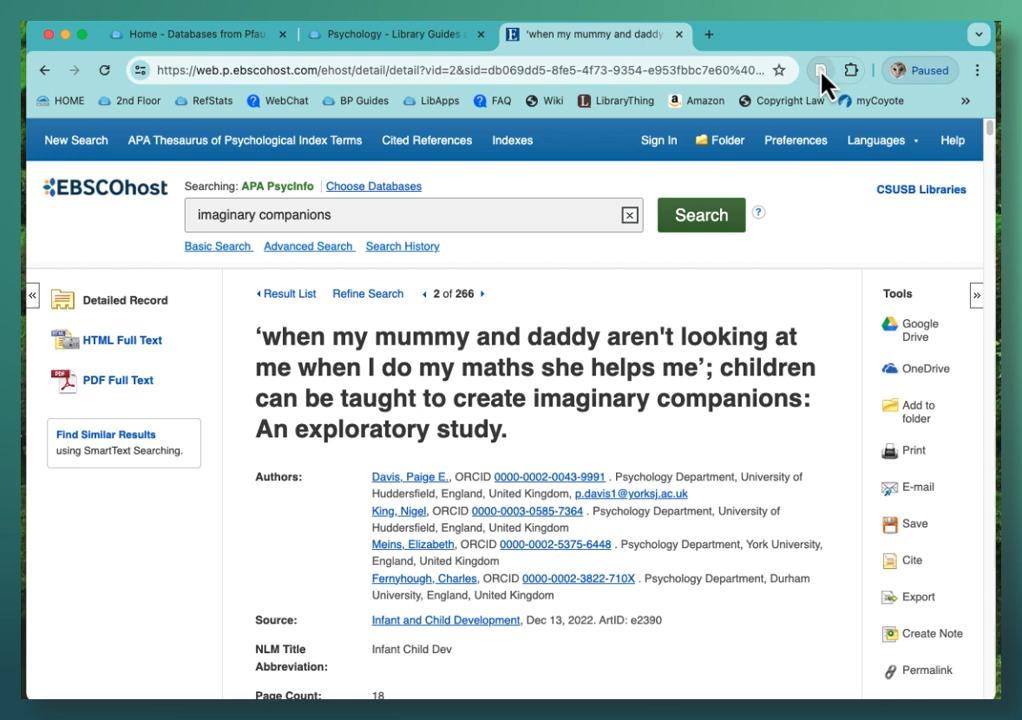 Home - Databases from Pfau
Psychology - Library Guides
'when my mummy and daddy
https://web.p.ebscohost.com/ehost/detail/detail?vid=2&sid=db069dd5-8fe5-4f73-9354-e953fbbc7e60%40...
Paused
HOME
2nd Floor
RefStats
WebChat
BP Guides
LibApps
FAQ
Wiki
LibraryThing
Amazon
Copyright Law
myCoyote
New Search
APA Thesaurus of Psychological Index Terms
Cited References
Indexes
Sign In
Folder
Preferences
Languages
Help
EBSCOhost
Searching: APA PsycInfo | Choose Databases
CSUSB Libraries
imaginary companions
Search
Basic Search
Advanced Search
Search History
Detailed Record
HTML Full Text
PDF Full Text
Find Similar Results
using SmartText Searching.
Result List
Refine Search
2 of 266
‘when my mummy and daddy aren't looking at
me when I do my maths she helps me’; children
can be taught to create imaginary companions:
An exploratory study.
Authors:
Davis, Paige E., ORCID 0000-0002-0043-9991 . Psychology Department, University of
Huddersfield, England, United Kingdom, p.davis1@yorksj.ac.uk
King, Nigel, ORCID 0000-0003-0585-7364 . Psychology Department, University of
Huddersfield, England, United Kingdom
Meins, Elizabeth, ORCID 0000-0002-5375-6448 . Psychology Department, York University,
England, United Kingdom
Fernyhough, Charles, ORCID 0000-0002-3822-710X . Psychology Department, Durham
University, England, United Kingdom
Source:
Infant and Child Development, Dec 13, 2022. ArtID: e2390
NLM Title
Abbreviation:
Infant Child Dev
Page Count:
18
Tools
Google
Drive
OneDrive
Add to
folder
Print
E-mail
Save
Cite
Export
Create Note
Permalink